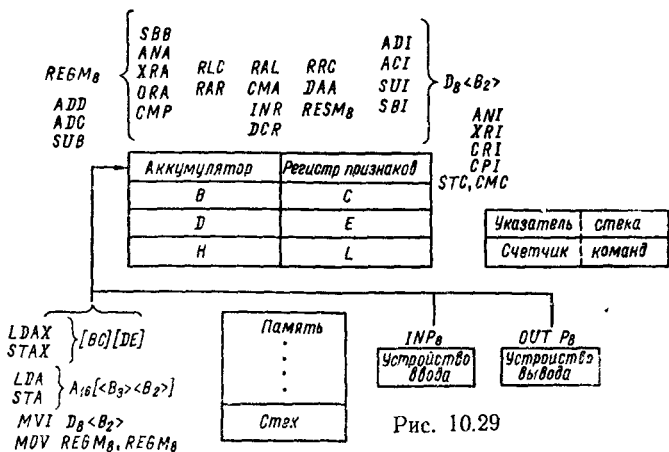 SBB
ANA
XRA RLC RAL RRC ADI
REGM8 ORA RAR CMA DAA ACI D8<B2>
CMP INR RESM8 SUI
DCR SBI
ADD
ADC
SUB
ANI
XRI
CRI
CPI
STC, CMC
Аккумулятор Регистр признаков
B C
D E
H L
Указатель стека
Счетчик команд
LDAX
STAX [BC][DE]
LDA
STA A16[<B3><B2>]
MVI D8<B2>
MOV REGM8, REGM8
Память
Стек
INP8
Устройство
ввода
OUT P8
Устройство
вывода
Рис. 10.29